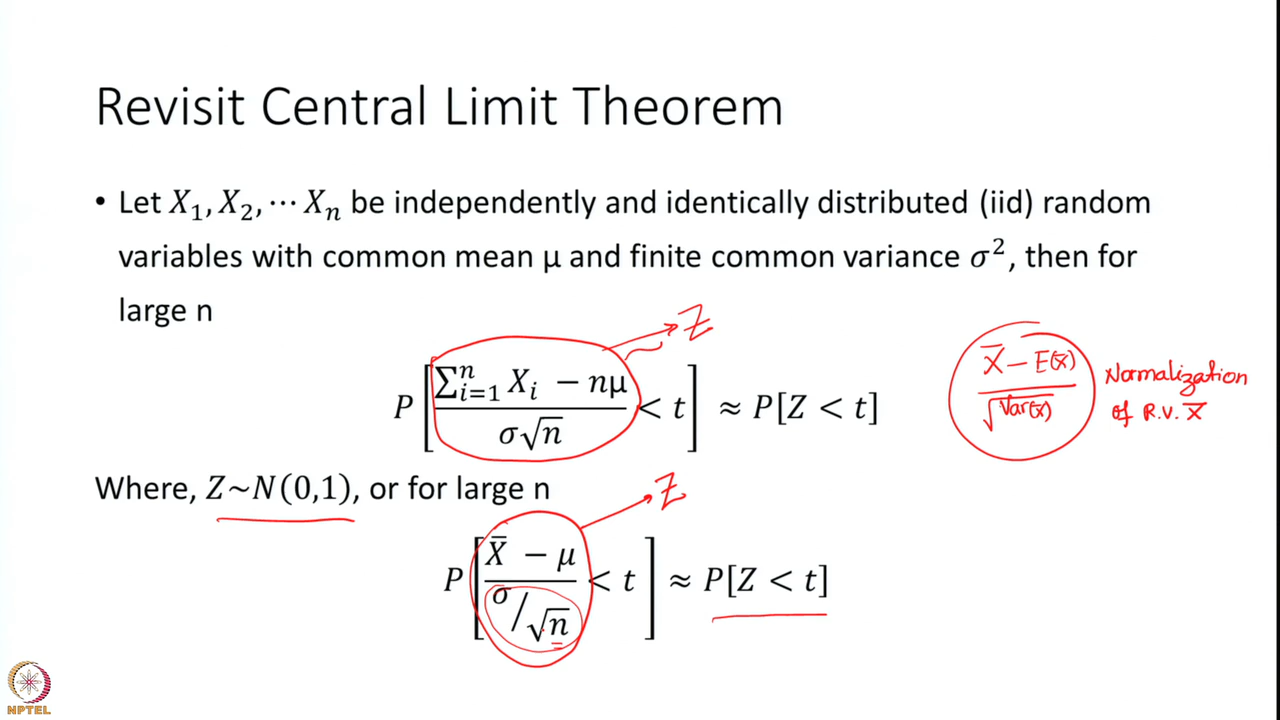 Revisit Central Limit Theorem
• Let X₁, X₂, ⋯ Xₙ be independently and identically distributed (iid) random
variables with common mean μ and finite common variance σ², then for
large n
Z
P[(∑ᵢ₌₁ⁿ Xᵢ − nμ)/(σ√n) < t] ≈ P[Z < t]
(X̅ − E(X̅))/√Var(X̅)
Normalization
of R.V. X̅
Where, Z~N(0,1), or for large n
Z
P[(X̅ − μ)/(σ/√n) < t] ≈ P[Z < t]
NPTEL